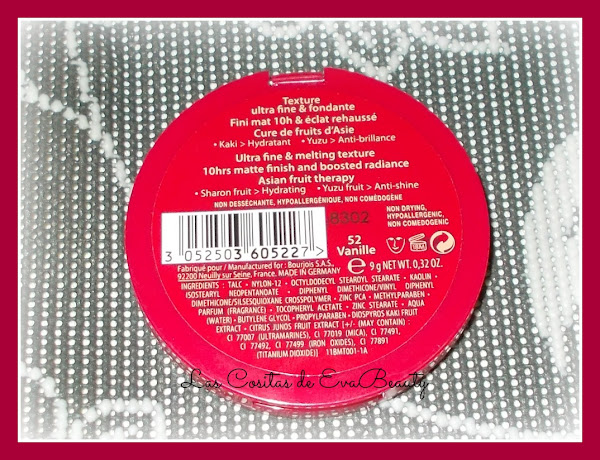 Texture
ultra fine & fondante
Fini mat 10h & éclat rehaussé
Cure de fruits d'Asie
• Kaki > Hydratant • Yuzu > Anti-brillance
Ultra fine & melting texture
10hrs matte finish and boosted radiance
Asian fruit therapy
• Sharon fruit > Hydrating • Yuzu fruit > Anti-shine
NON DESSÉCHANTE, HYPOALLERGÉNIQUE, NON COMÉDOGÈNE
NON DRYING,
HYPOALLERGENIC,
NON COMEDOGENIC
8302
3 052503 605227 >
52
Vanille
12M
Fabriqué pour / Manufactured for : Bourjois S.A.S.,
92200 Neuilly sur Seine, France. MADE IN GERMANY
e 9 g NET WT. 0,32 OZ.
INGREDIENTS : TALC • NYLON-12 • OCTYLDODECYL STEAROYL STEARATE • KAOLIN •
ISOSTEARYL NEOPENTANOATE • DIPHENYL DIMETHICONE/VINYL DIPHENYL
DIMETHICONE/SILSESQUIOXANE CROSSPOLYMER • ZINC PCA • METHYLPARABEN •
PARFUM (FRAGRANCE) • TOCOPHERYL ACETATE • ZINC STEARATE • AQUA
(WATER) • BUTYLENE GLYCOL • PROPYLPARABEN • DIOSPYROS KAKI FRUIT
EXTRACT • CITRUS JUNOS FRUIT EXTRACT [+/- (MAY CONTAIN) :
CI 77007 (ULTRAMARINES), CI 77019 (MICA), CI 77491,
CI 77492, CI 77499 (IRON OXIDES), CI 77891
(TITANIUM DIOXIDE)] 11BMT001-1A
Las Cositas de EvaBeauty